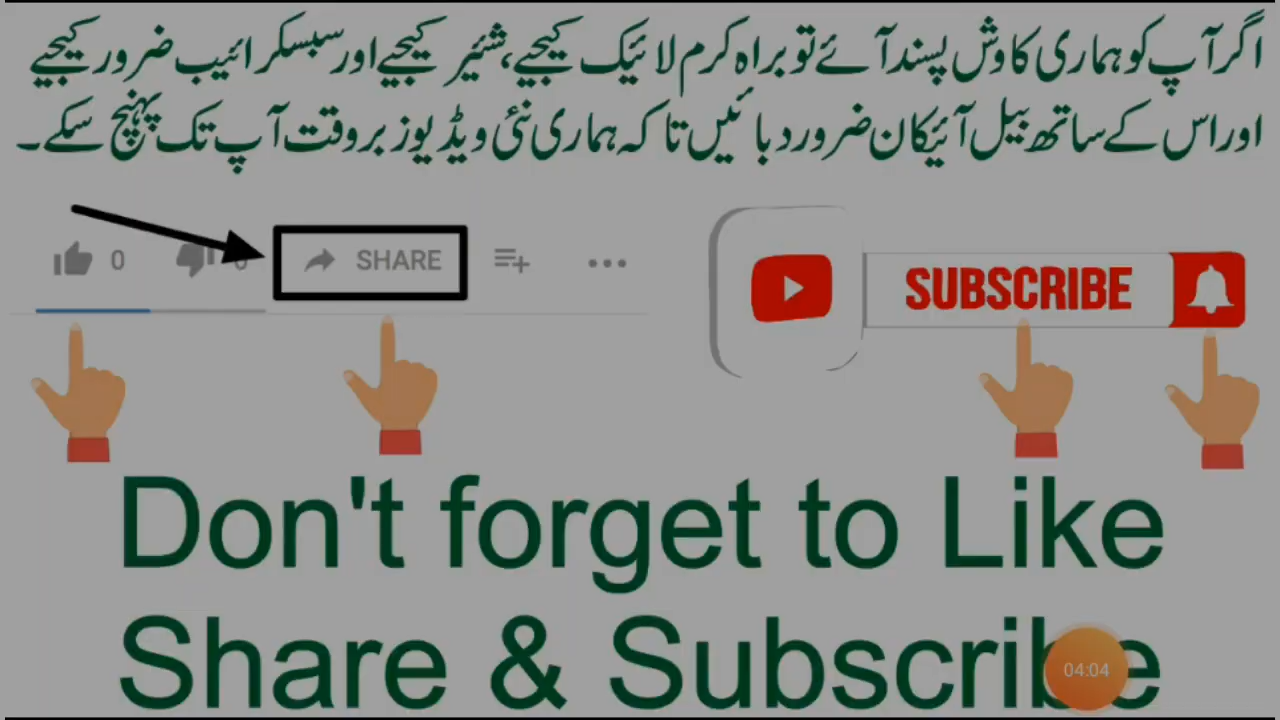 اگر آپ کو ہماری کاوش پسند آئے تو براہ کرم لائیک کیجیے، شئیر کیجیے اور سبسکرائیب ضرور کیجیے
اور اس کے ساتھ بیل آئیکان ضرور دبائیں تاکہ ہماری نئی ویڈیوز بروقت آپ تک پہنچ سکے۔
0 0 SHARE
SUBSCRIBE
Don't forget to Like
Share & Subscribe
04:04